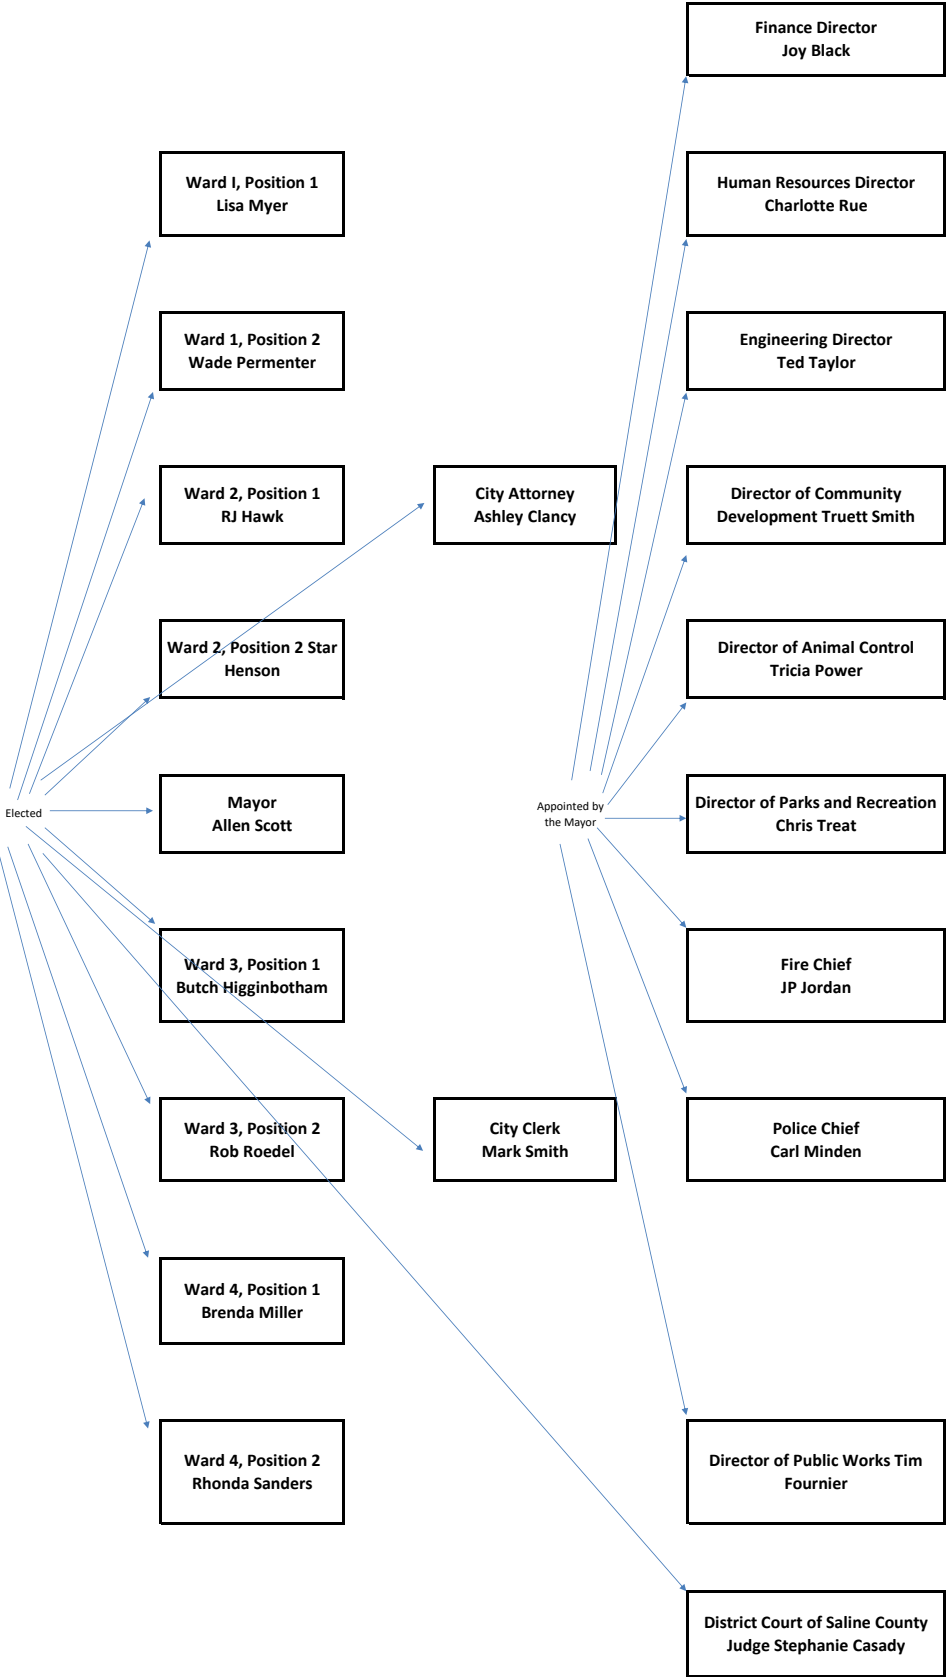 Finance Director
Joy Black
Ward I, Position 1
Lisa Myer
Human Resources Director
Charlotte Rue
Ward 1, Position 2
Wade Permenter
Engineering Director
Ted Taylor
Ward 2, Position 1
RJ Hawk
City Attorney
Ashley Clancy
Director of Community
Development Truett Smith
Ward 2, Position 2 Star
Henson
Director of Animal Control
Tricia Power
Elected
Mayor
Allen Scott
Appointed by
the Mayor
Director of Parks and Recreation
Chris Treat
Ward 3, Position 1
Butch Higginbotham
Fire Chief
JP Jordan
Ward 3, Position 2
Rob Roedel
City Clerk
Mark Smith
Police Chief
Carl Minden
Ward 4, Position 1
Brenda Miller
Ward 4, Position 2
Rhonda Sanders
Director of Public Works Tim
Fournier
District Court of Saline County
Judge Stephanie Casady